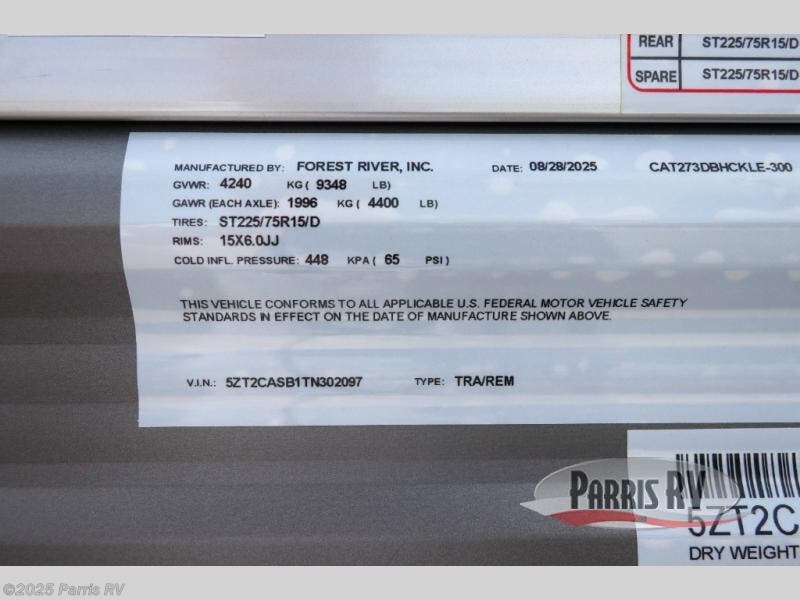 REAR ST225/75R15/D
SPARE ST225/75R15/D
MANUFACTURED BY: FOREST RIVER, INC. DATE: 08/28/2025 CAT273DBHCKLE-300
GVWR: 4240 KG ( 9348 LB)
GAWR (EACH AXLE): 1996 KG ( 4400 LB)
TIRES: ST225/75R15/D
RIMS: 15X6.0JJ
COLD INFL. PRESSURE: 448 KPA ( 65 PSI )
THIS VEHICLE CONFORMS TO ALL APPLICABLE U.S. FEDERAL MOTOR VEHICLE SAFETY
STANDARDS IN EFFECT ON THE DATE OF MANUFACTURE SHOWN ABOVE.
V.I.N.: 5ZT2CASB1TN302097 TYPE: TRA/REM
PARRIS RV
5ZT2C
DRY WEIGHT
©2025 Parris RV